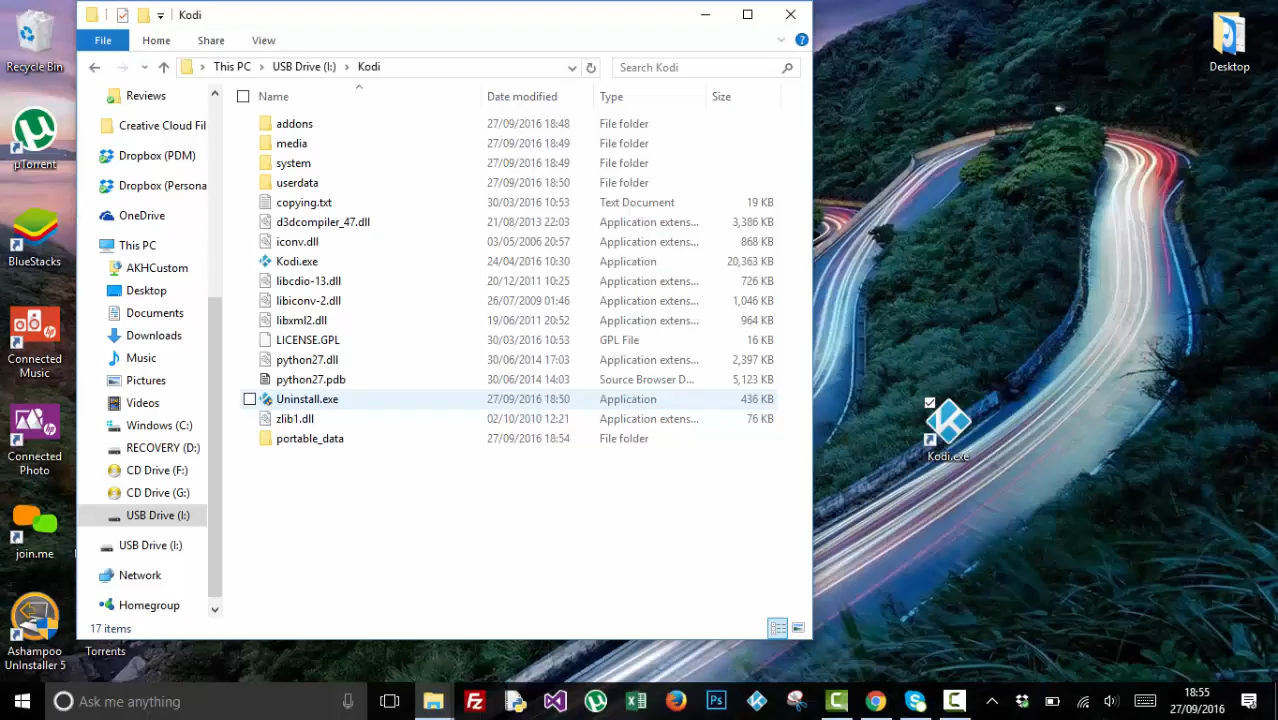 Kodi
File Home Share View
This PC > USB Drive (I:) > Kodi
Search Kodi
Name Date modified Type Size
addons 27/09/2016 18:48 File folder
media 27/09/2016 18:49 File folder
system 27/09/2016 18:49 File folder
userdata 27/09/2016 18:50 File folder
copying.txt 30/03/2016 10:53 Text Document 19 KB
d3dcompiler_47.dll 21/08/2013 22:03 Application extens... 3,386 KB
iconv.dll 03/05/2006 20:57 Application extens... 868 KB
Kodi.exe 24/04/2016 10:30 Application 20,363 KB
libcdio-13.dll 20/12/2011 10:25 Application extens... 726 KB
libiconv-2.dll 26/07/2009 01:46 Application extens... 1,046 KB
libxml2.dll 19/06/2011 20:52 Application extens... 964 KB
LICENSE.GPL 30/03/2016 10:53 GPL File 16 KB
python27.dll 30/06/2014 17:03 Application extens... 2,397 KB
python27.pdb 30/06/2014 14:03 Source Browser D... 5,123 KB
Uninstall.exe 27/09/2016 18:50 Application 436 KB
zlib1.dll 02/10/2010 12:21 Application extens... 76 KB
portable_data 27/09/2016 18:54 File folder
Reviews
Creative Cloud Fil
Dropbox (PDM)
Dropbox (Persona
OneDrive
This PC
AKHCustom
Desktop
Documents
Downloads
Music
Pictures
Videos
Windows (C:)
RECOVERY (D:)
CD Drive (F:)
CD Drive (G:)
USB Drive (I:)
USB Drive (I:)
Network
Homegroup
17 items
Recycle Bin
µTorrent
BlueStacks
Connected
Music
Connected
Photo
join.me
Ashampoo
UnInstaller 5
Torrents
Desktop
Kodi.exe
Ask me anything
18:55
27/09/2016